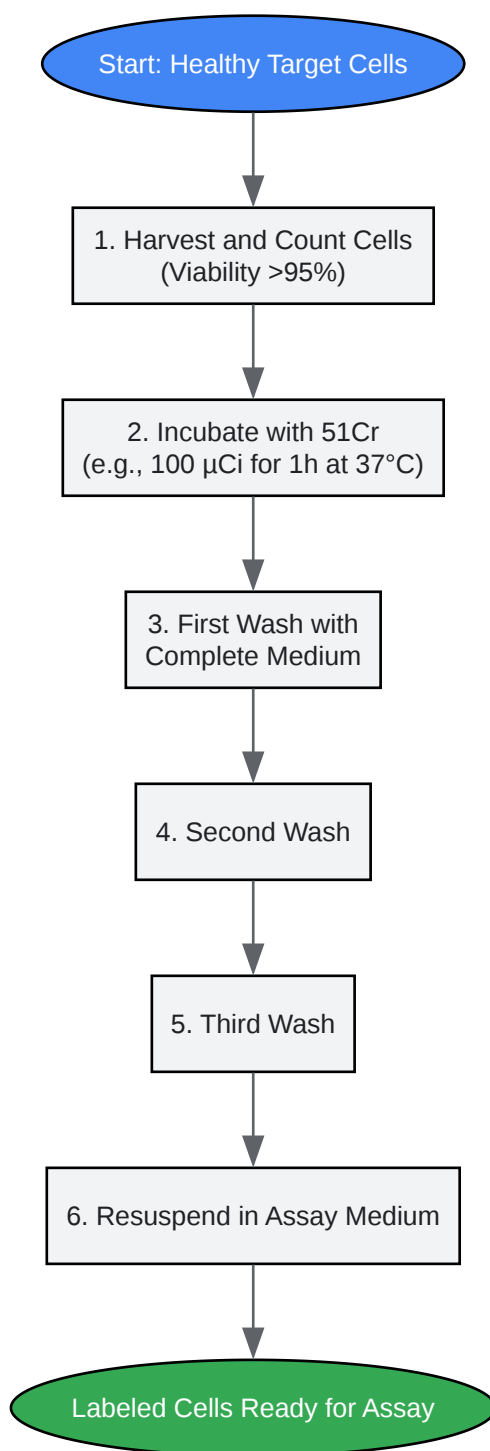 Start: Healthy Target Cells
1. Harvest and Count Cells
(Viability >95%)
2. Incubate with 51Cr
(e.g., 100 µCi for 1h at 37°C)
3. First Wash with
Complete Medium
4. Second Wash
5. Third Wash
6. Resuspend in Assay Medium
Labeled Cells Ready for Assay